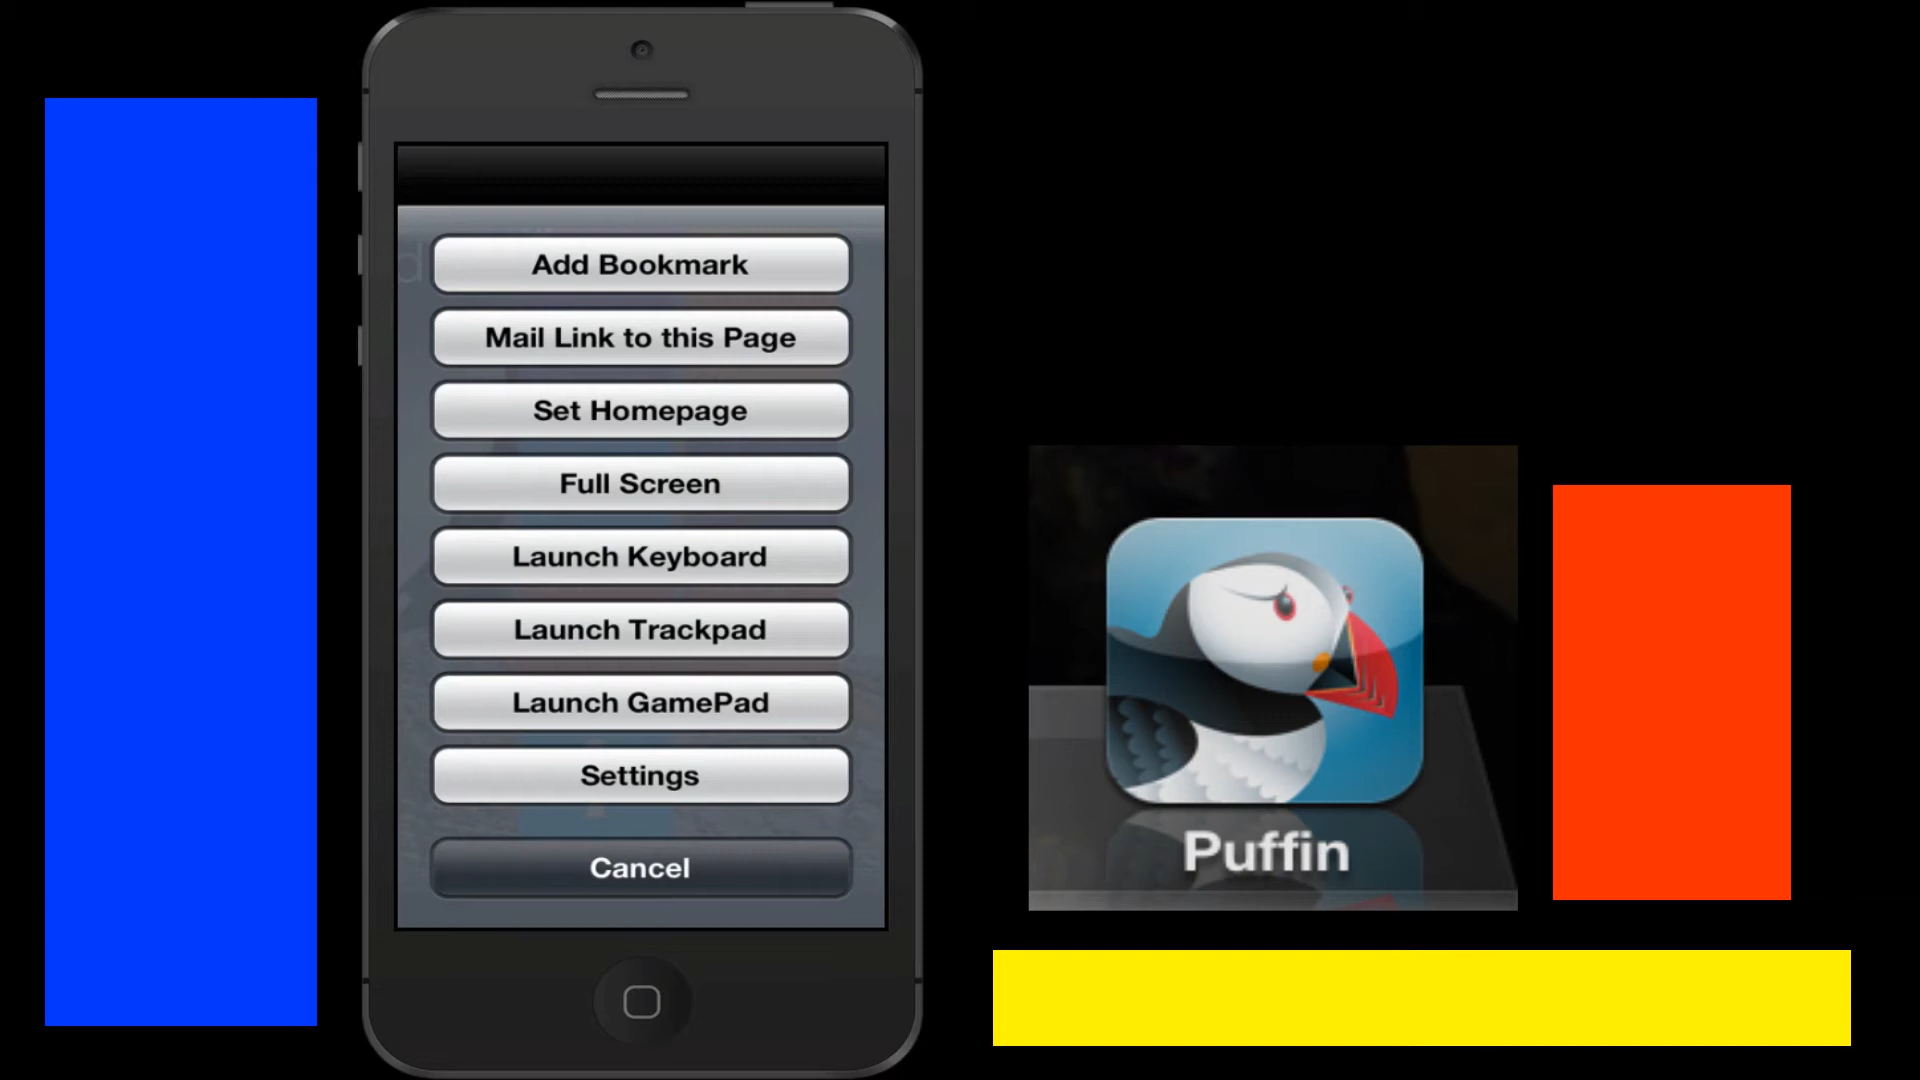 Add Bookmark
Mail Link to this Page
Set Homepage
Full Screen
Launch Keyboard
Launch Trackpad
Launch GamePad
Settings
Cancel
Puffin